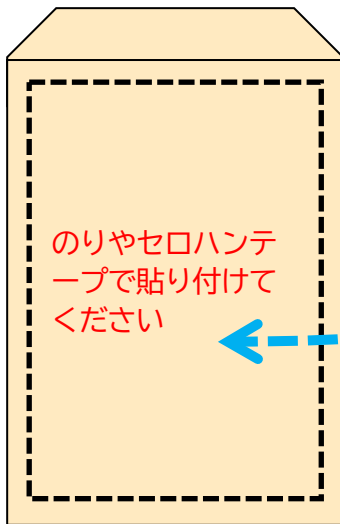 のりやセロハンテ
ープで貼り付けて
ください